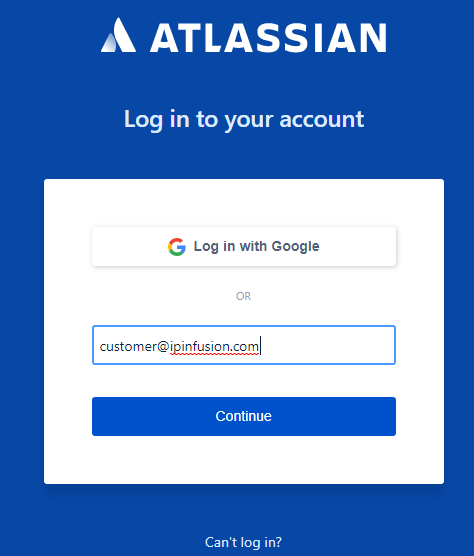 ATLASSIAN
Log in to your account
Log in with Google
OR
customer@ipinfusion.com
Continue
Can't log in?